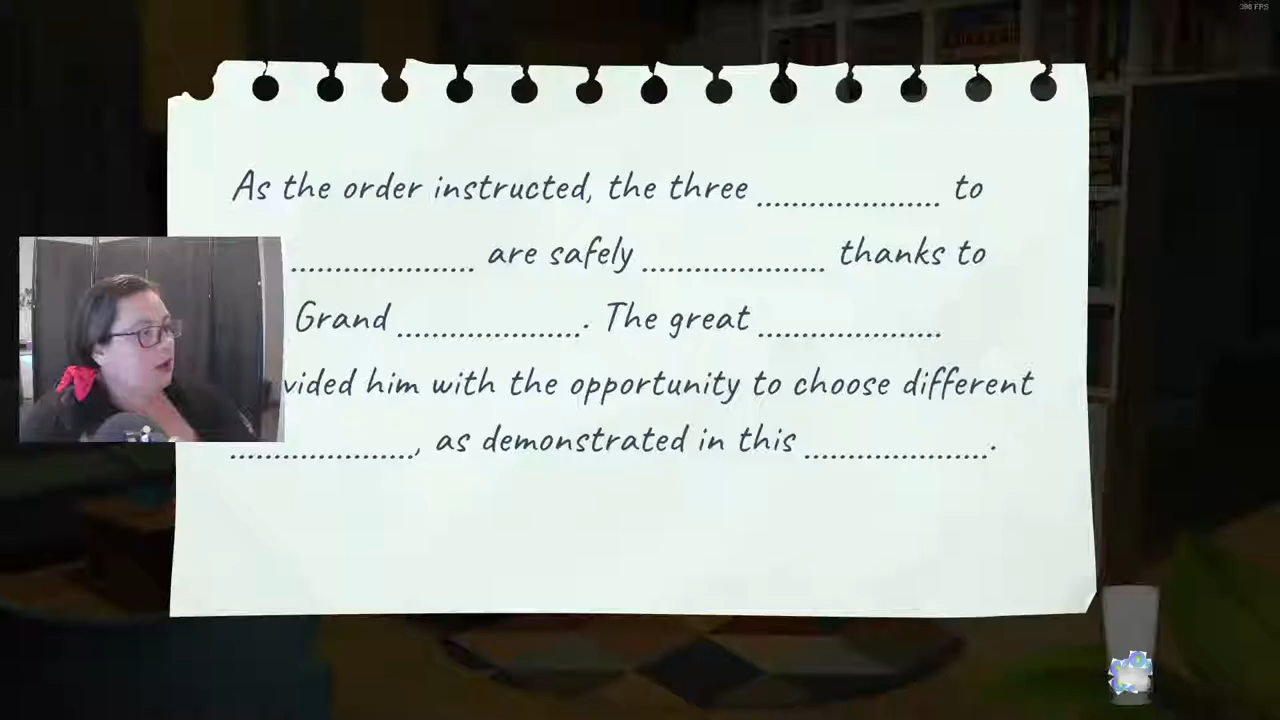 As the order instructed, the three .................... to
.................... are safely .................... thanks to
Grand .................... . The great ....................
vided him with the opportunity to choose different
...................., as demonstrated in this .................... .